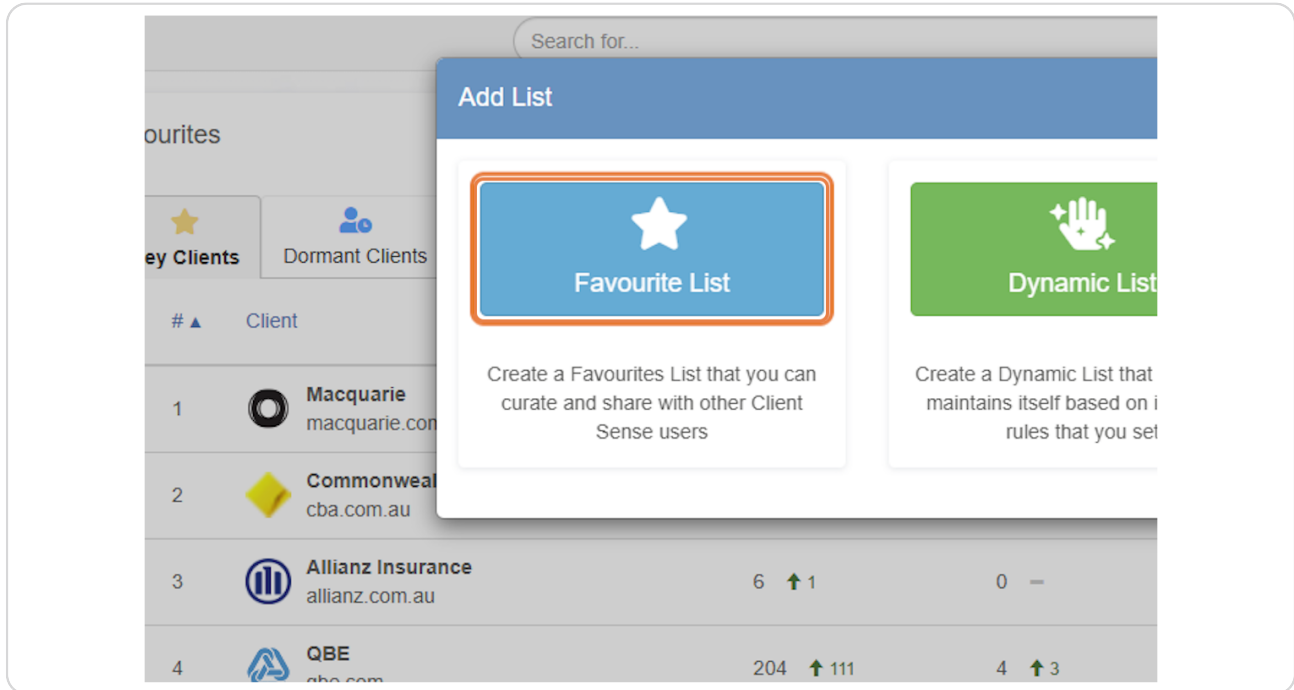 Search for...
Add List
ourites
ey Clients
Dormant Clients
Favourite List
Dynamic List
# ▲ Client
Create a Favourites List that you can
curate and share with other Client
Sense users
Create a Dynamic List that
maintains itself based on i
rules that you set
1 Macquarie
macquarie.con
2 Commonweal
cba.com.au
3 Allianz Insurance
allianz.com.au
6 ↑ 1 0 –
4 QBE
qbe.com
204 ↑ 111 4 ↑ 3